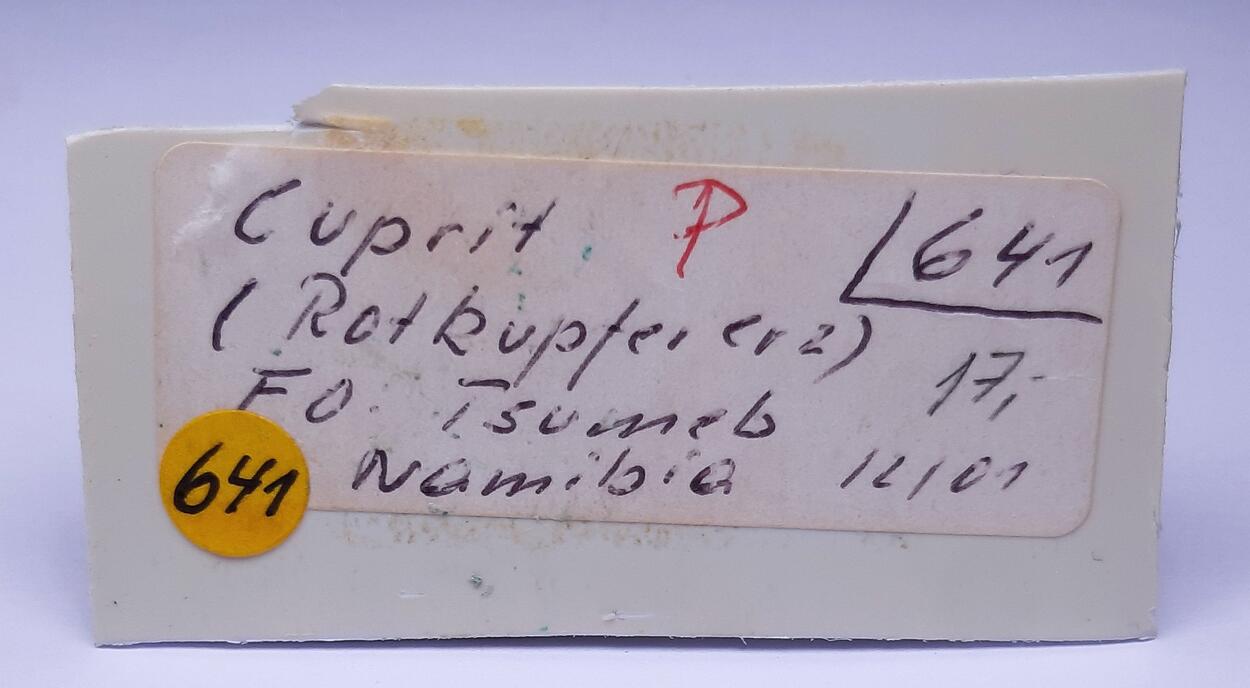 Cuprit P 641
(Rotkupfererz)
17,-
FO. Tsumeb
Namibia 12/01
641